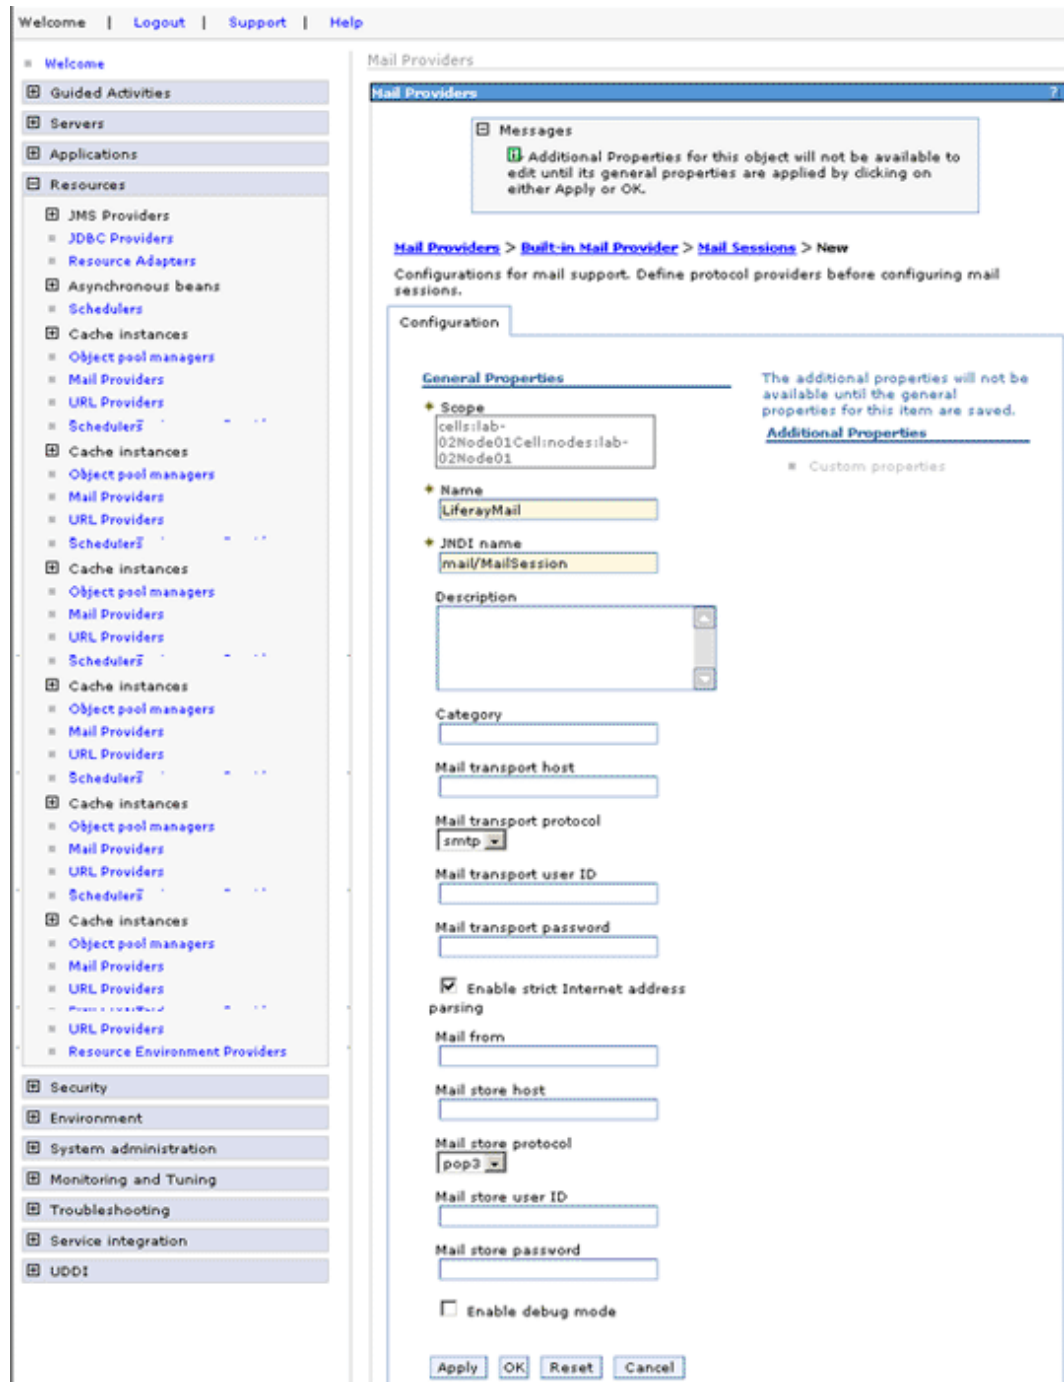 Welcome | Logout | Support | Help
Welcome
Guided Activities
Servers
Applications
Resources
JMS Providers
JDBC Providers
Resource Adapters
Asynchronous beans
Schedulers
Cache instances
Object pool managers
Mail Providers
URL Providers
Schedulers
Cache instances
Object pool managers
Mail Providers
URL Providers
Schedulers
Cache instances
Object pool managers
Mail Providers
URL Providers
Schedulers
Cache instances
Object pool managers
Mail Providers
URL Providers
Schedulers
Cache instances
Object pool managers
Mail Providers
URL Providers
Schedulers
Cache instances
Object pool managers
Mail Providers
URL Providers
URL Providers
Resource Environment Providers
Security
Environment
System administration
Monitoring and Tuning
Troubleshooting
Service integration
UDDI
Mail Providers
Mail Providers ?
Messages
Additional Properties for this object will not be available to
edit until its general properties are applied by clicking on
either Apply or OK.
Mail Providers > Built-in Mail Provider > Mail Sessions > New
Configurations for mail support. Define protocol providers before configuring mail
sessions.
Configuration
General Properties
Scope
cells:lab-
02Node01Cell:nodes:lab-
02Node01
Name
LiferayMail
JNDI name
mail/MailSession
Description
Category
Mail transport host
Mail transport protocol
smtp
Mail transport user ID
Mail transport password
Enable strict Internet address
parsing
Mail from
Mail store host
Mail store protocol
pop3
Mail store user ID
Mail store password
Enable debug mode
Apply OK Reset Cancel
The additional properties will not be
available until the general
properties for this item are saved.
Additional Properties
Custom properties